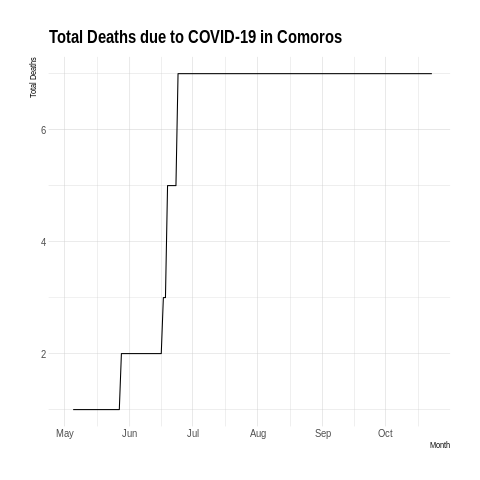 Total Deaths due to COVID-19 in Comoros
Total Deaths
6
4
2
May Jun Jul Aug Sep Oct
Month